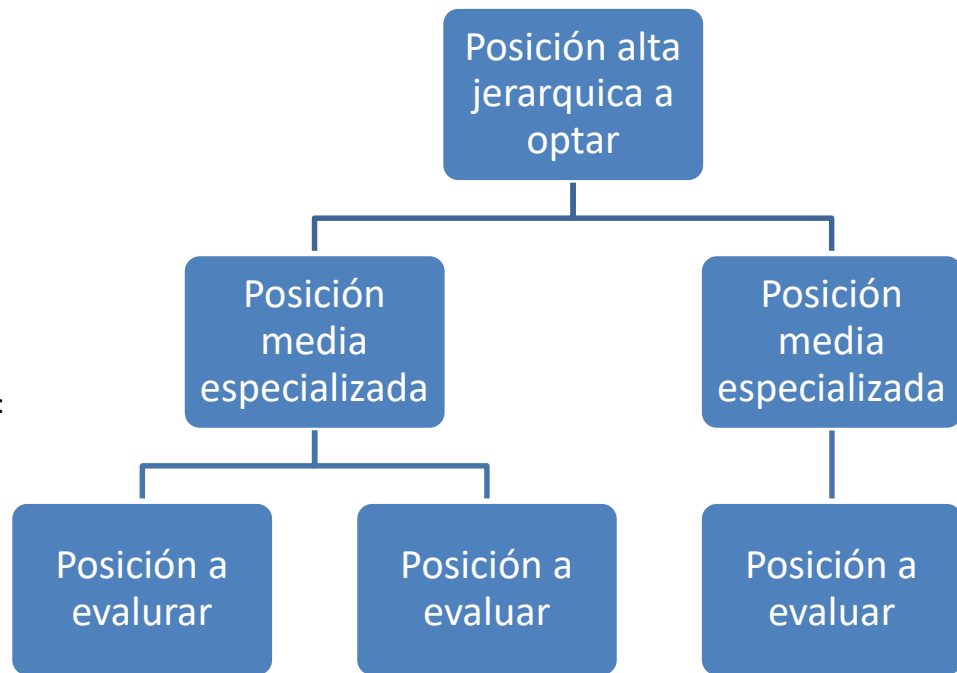 Posición alta
jerarquica a
optar
Posición
media
especializada
Posición
media
especializada
:
Posición a
evalurar
Posición a
evaluar
Posición a
evaluar